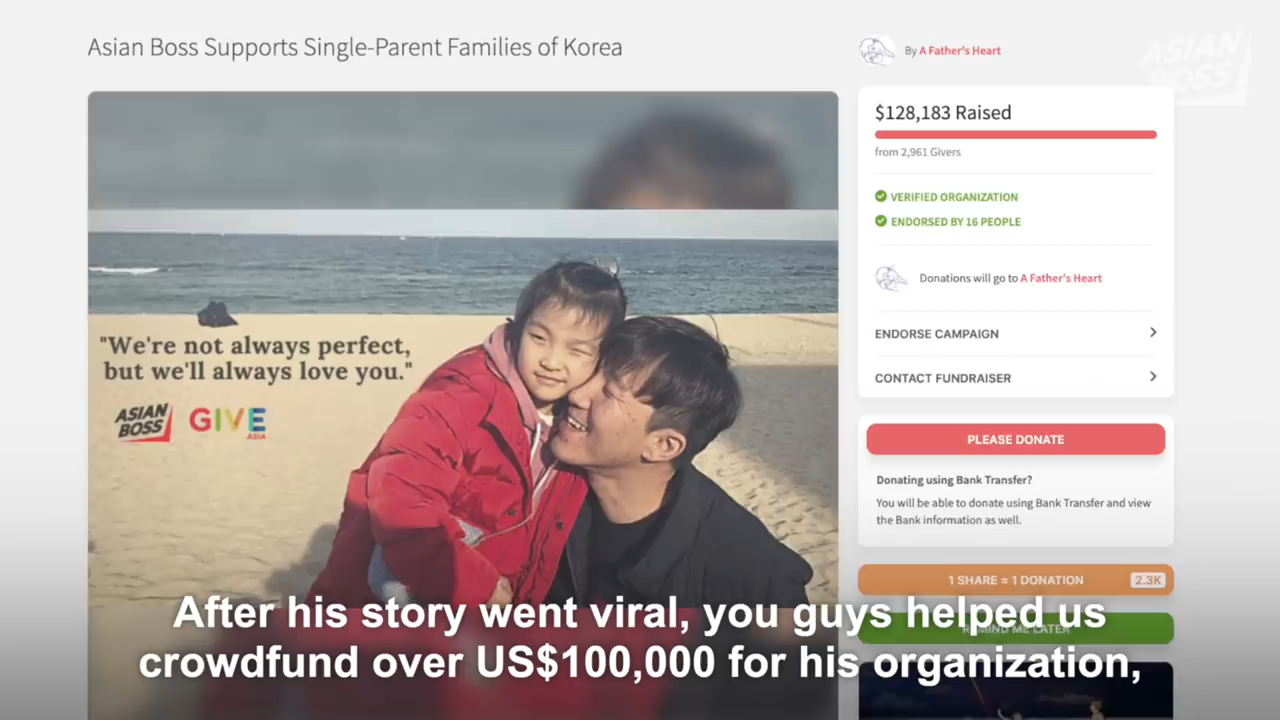 Asian Boss Supports Single-Parent Families of Korea
By A Father's Heart
ASIAN
BOSS
$128,183 Raised
from 2,961 Givers
VERIFIED ORGANIZATION
ENDORSED BY 16 PEOPLE
Donations will go to A Father's Heart
ENDORSE CAMPAIGN
CONTACT FUNDRAISER
"We're not always perfect,
but we'll always love you."
ASIAN
BOSS
GIVE
.ASIA
PLEASE DONATE
Donating using Bank Transfer?
You will be able to donate using Bank Transfer and view
the Bank information as well.
1 SHARE = 1 DONATION 2.3K
REMIND ME LATER
After his story went viral, you guys helped us
crowdfund over US$100,000 for his organization,